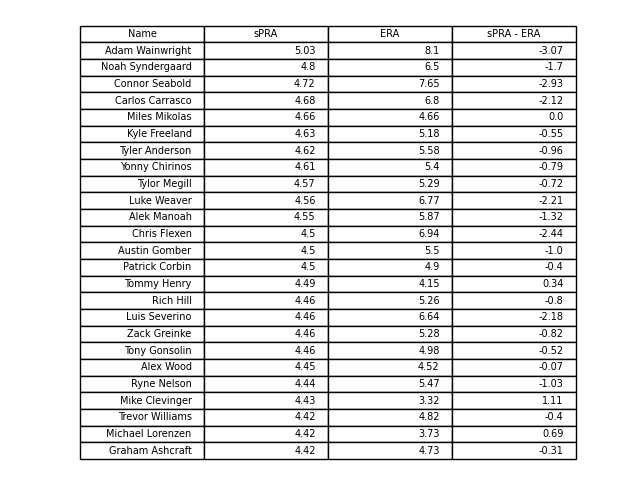 Name sPRA ERA sPRA - ERA
Adam Wainwright 5.03 8.1 -3.07
Noah Syndergaard 4.8 6.5 -1.7
Connor Seabold 4.72 7.65 -2.93
Carlos Carrasco 4.68 6.8 -2.12
Miles Mikolas 4.66 4.66 0.0
Kyle Freeland 4.63 5.18 -0.55
Tyler Anderson 4.62 5.58 -0.96
Yonny Chirinos 4.61 5.4 -0.79
Tylor Megill 4.57 5.29 -0.72
Luke Weaver 4.56 6.77 -2.21
Alek Manoah 4.55 5.87 -1.32
Chris Flexen 4.5 6.94 -2.44
Austin Gomber 4.5 5.5 -1.0
Patrick Corbin 4.5 4.9 -0.4
Tommy Henry 4.49 4.15 0.34
Rich Hill 4.46 5.26 -0.8
Luis Severino 4.46 6.64 -2.18
Zack Greinke 4.46 5.28 -0.82
Tony Gonsolin 4.46 4.98 -0.52
Alex Wood 4.45 4.52 -0.07
Ryne Nelson 4.44 5.47 -1.03
Mike Clevinger 4.43 3.32 1.11
Trevor Williams 4.42 4.82 -0.4
Michael Lorenzen 4.42 3.73 0.69
Graham Ashcraft 4.42 4.73 -0.31